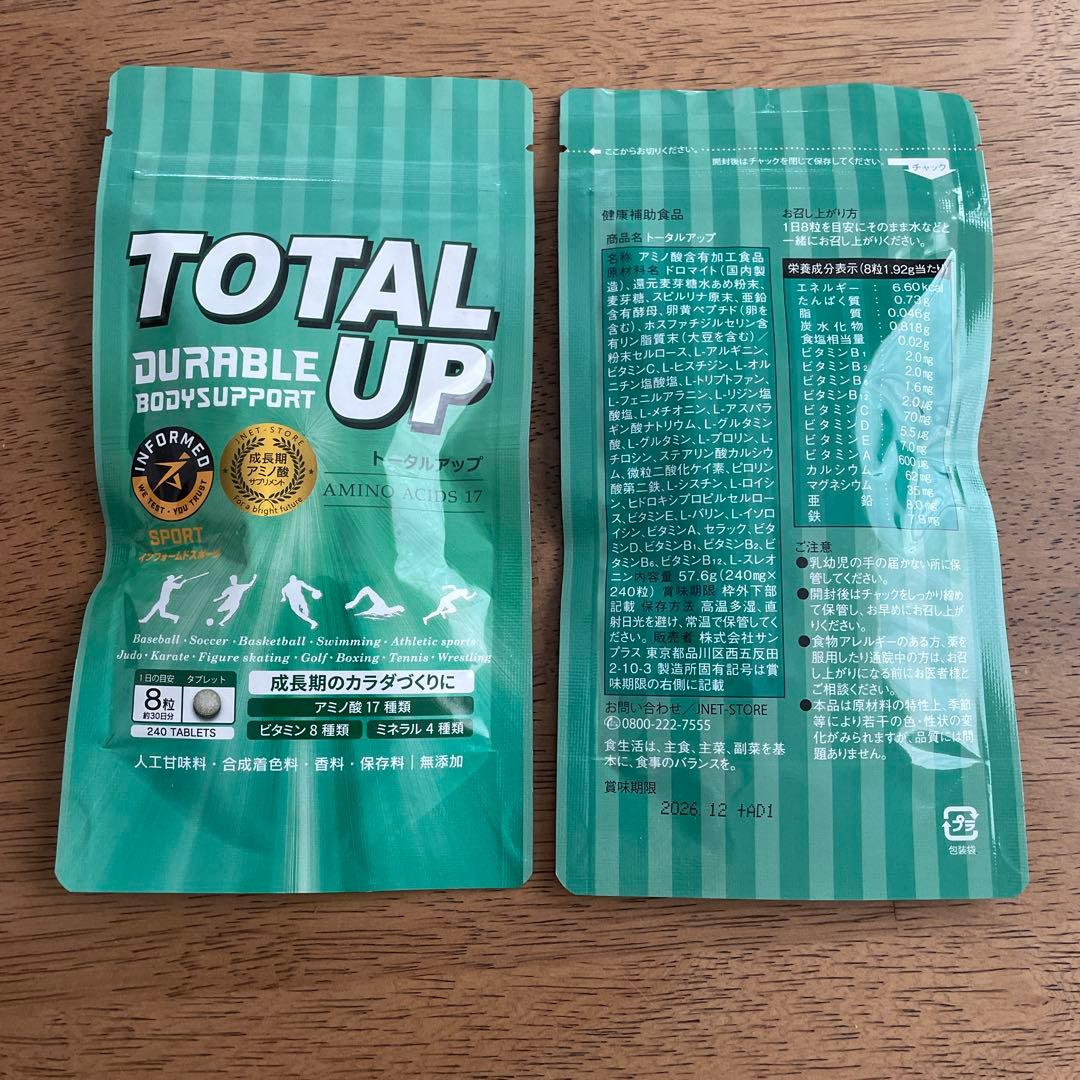 TOTAL
UP
DURABLE
BODYSUPPORT
INFORMED
WE TEST · YOU TRUST
SPORT
インフォームドスポーツ
JNET-STORE
成長期
アミノ酸
サプリメント
For a bright future
トータルアップ
AMINO ACIDS 17
Baseball · Soccer · Basketball · Swimming · Athletic sports
Judo · Karate · Figure skating · Golf · Boxing · Tennis · Wrestling
1日の目安
8粒
約30日分
タブレット
240 TABLETS
成長期のカラダづくりに
アミノ酸 17 種類
ビタミン 8 種類
ミネラル 4 種類
人工甘味料・合成着色料・香料・保存料｜無添加
ここからお切りください。
開封後はチャックを閉じて保存してください。
チャック
健康補助食品
商品名 トータルアップ
名称 アミノ酸含有加工食品
原材料名 ドロマイト(国内製
造)、還元麦芽糖水あめ粉末、
麦芽糖、スピルリナ原末、亜鉛
含有酵母、卵黄ペプチド(卵を
含む)、ホスファチジルセリン含
有リン脂質末(大豆を含む)／
粉末セルロース、L-アルギニン、
ビタミンC、L-ヒスチジン、L-オル
ニチン塩酸塩、L-トリプトファン、
L-フェニルアラニン、L-リジン塩
酸塩、L-メチオニン、L-アスパラ
ギン酸ナトリウム、L-グルタミン
酸、L-グルタミン、L-プロリン、L-
チロシン、ステアリン酸カルシウ
ム、微粒二酸化ケイ素、ピロリン
酸第二鉄、L-シスチン、L-ロイシ
ン、ヒドロキシプロピルセルロー
ス、ビタミンE、L-バリン、L-イソロ
イシン、ビタミンA、セラック、ビタ
ミンD、ビタミンB₁、ビタミンB₂、ビ
タミンB₆、ビタミンB₁₂、L-スレオ
ニン 内容量 57.6g(240mg×
240粒) 賞味期限 枠外下部
記載 保存方法 高温多湿、直
射日光を避け、常温で保管してく
ださい。 販売者 株式会社サン
プラス 東京都品川区西五反田
2-10-3 製造所固有記号は賞
味期限の右側に記載
お問い合わせ／JNET-STORE
0800-222-7555
食生活は、主食、主菜、副菜を基
本に、食事のバランスを。
賞味期限
2026.12 +AD1
お召し上がり方
1日8粒を目安にそのまま水などと
一緒にお召し上がりください。
栄養成分表示(8粒1.92g当たり)
エネルギー : 6.60kcal
たんぱく質 : 0.73g
脂質 : 0.046g
炭水化物 : 0.818g
食塩相当量 : 0.02g
ビタミンB₁ : 2.0mg
ビタミンB₂ : 2.0mg
ビタミンB₆ : 1.6mg
ビタミンB₁₂ : 2.0μg
ビタミンC : 70mg
ビタミンD : 5.5μg
ビタミンE : 7.0mg
ビタミンA : 600μg
カルシウム : 62mg
マグネシウム : 35mg
亜鉛 : 8.0mg
鉄 :
ご注意
●乳幼児の手の届かない所に保
管してください。
●開封後はチャックをしっかり締め
て保管し、お早めにお召し上が
りください。
●食物アレルギーのある方、薬を
服用したり通院中の方は、お召
し上がりになる前にお医者様と
ご相談ください。
●本品は原材料の特性上、季節
等により若干の色・性状の変
化がみられますが、品質には問
題ありません。
プラ
包装袋